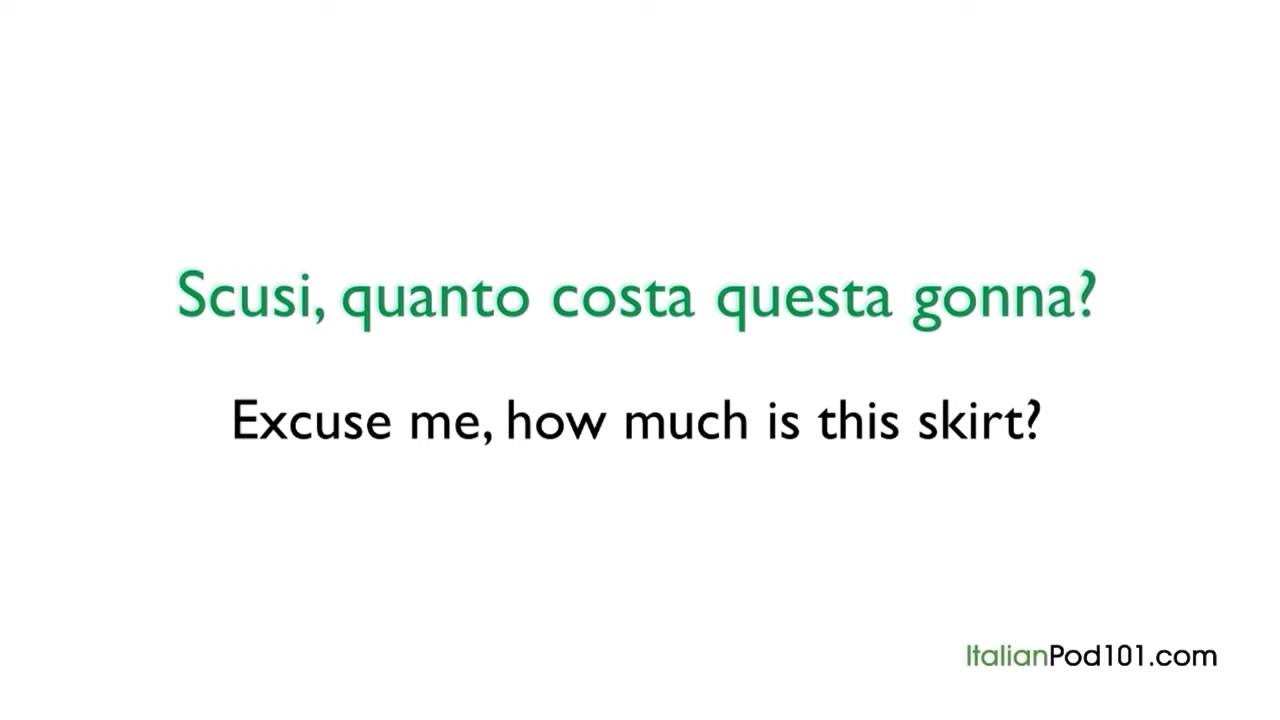 Scusi, quanto costa questa gonna?
Excuse me, how much is this skirt?
ItalianPod101.com